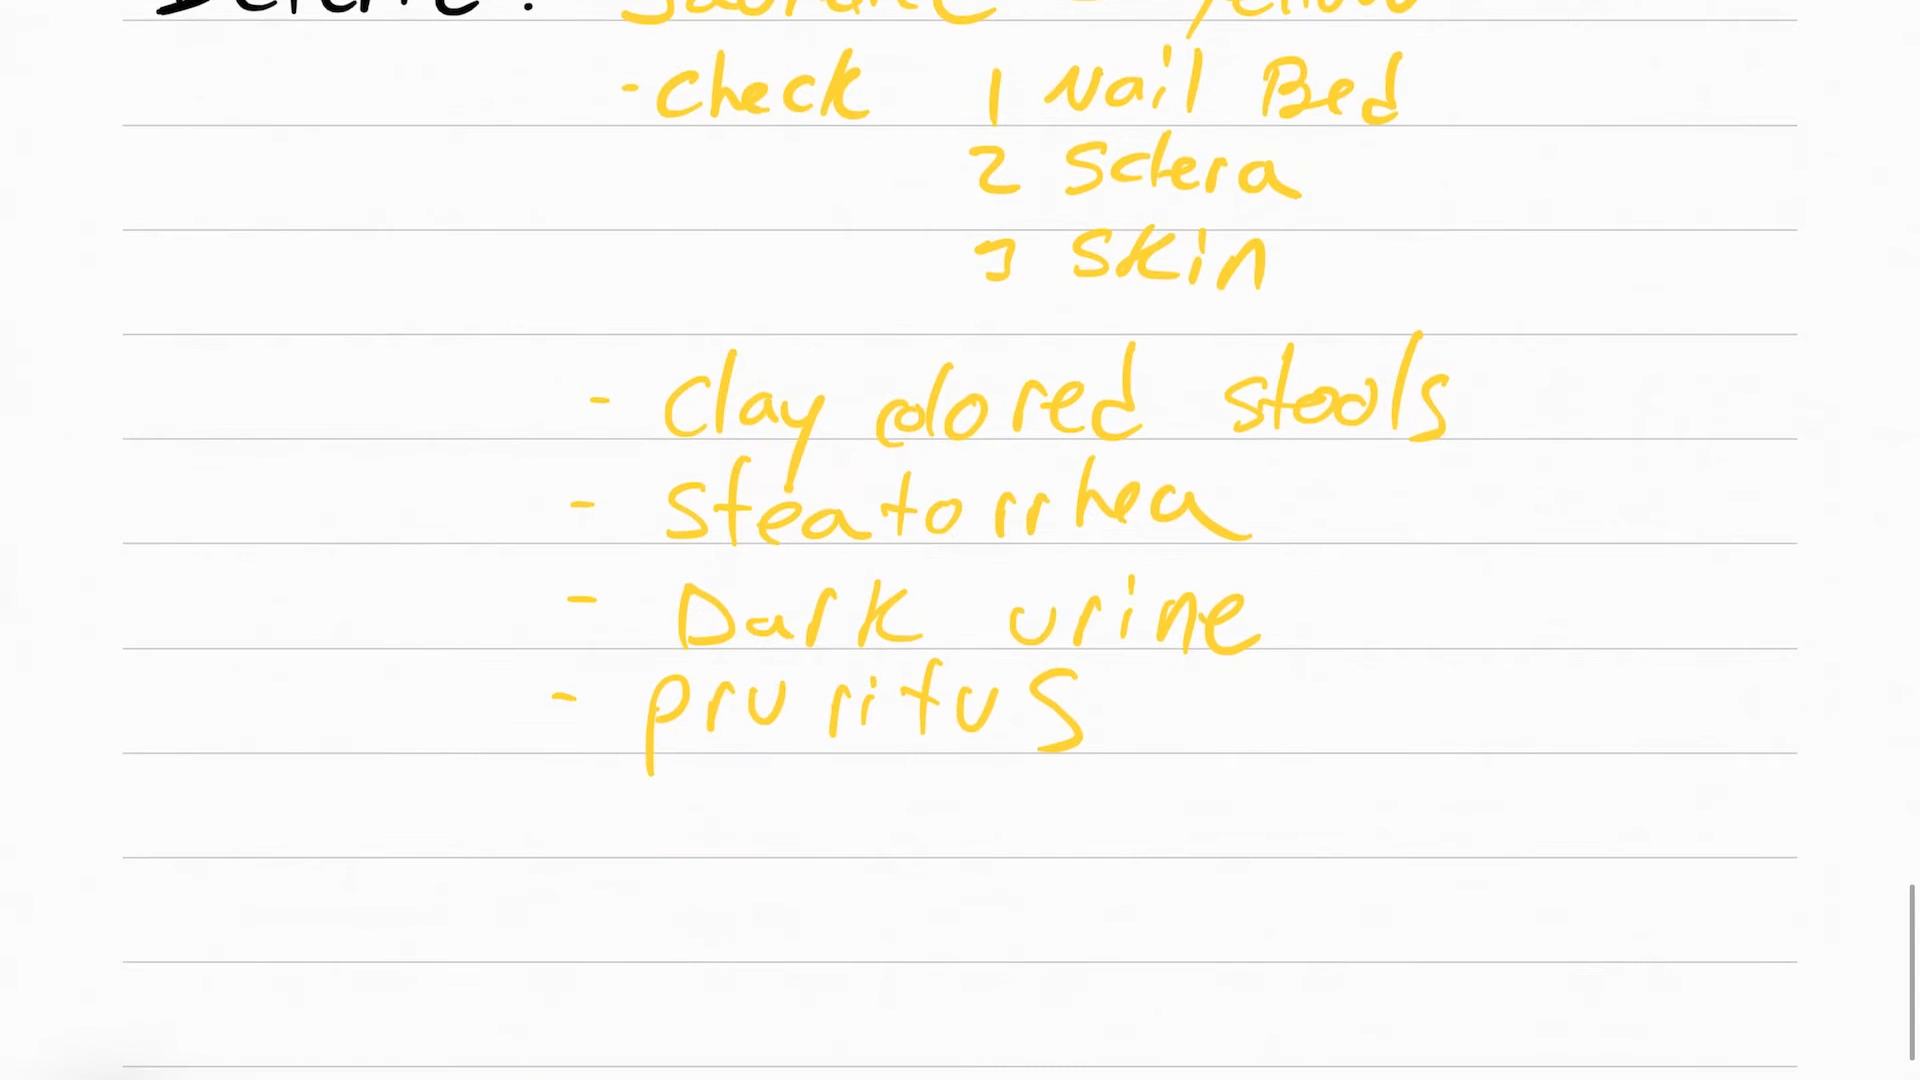 - check 1 Nail Bed
2 Sclera
3 Skin
- Clay colored stools
- Steatorrhea
- Dark urine
- pruritus